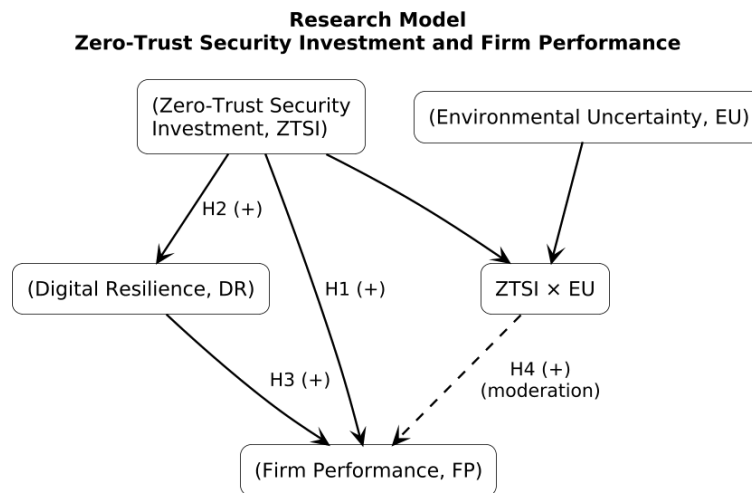 Research Model
Zero-Trust Security Investment and Firm Performance
(Zero-Trust Security
Investment, ZTSI)
(Environmental Uncertainty, EU)
H2 (+)
(Digital Resilience, DR)
H1 (+)
ZTSI × EU
H3 (+)
H4 (+)
(moderation)
(Firm Performance, FP)